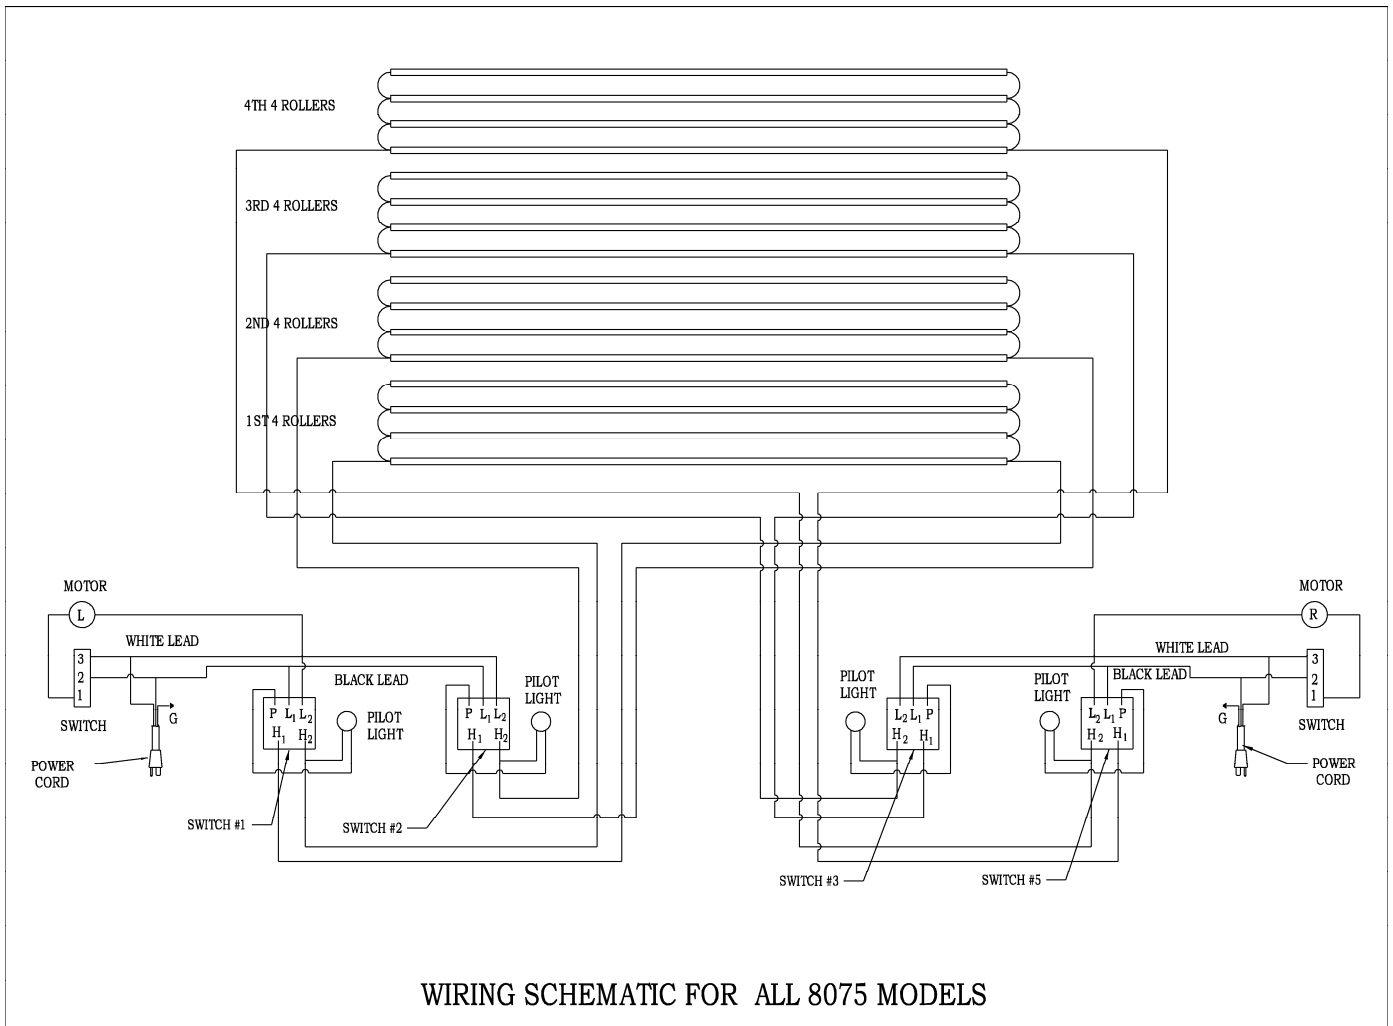 4TH 4 ROLLERS
3RD 4 ROLLERS
2ND 4 ROLLERS
1ST 4 ROLLERS
MOTOR
L
WHITE LEAD
3
2
1
SWITCH
G
POWER
CORD
BLACK LEAD
P L1 L2
H1 H2
PILOT
LIGHT
SWITCH #1
P L1 L2
H1 H2
PILOT
LIGHT
SWITCH #2
PILOT
LIGHT
L2 L1 P
H2 H1
SWITCH #3
PILOT
LIGHT
L2 L1 P
H2 H1
SWITCH #5
MOTOR
R
WHITE LEAD
BLACK LEAD
3
2
1
SWITCH
G
POWER
CORD
WIRING SCHEMATIC FOR ALL 8075 MODELS